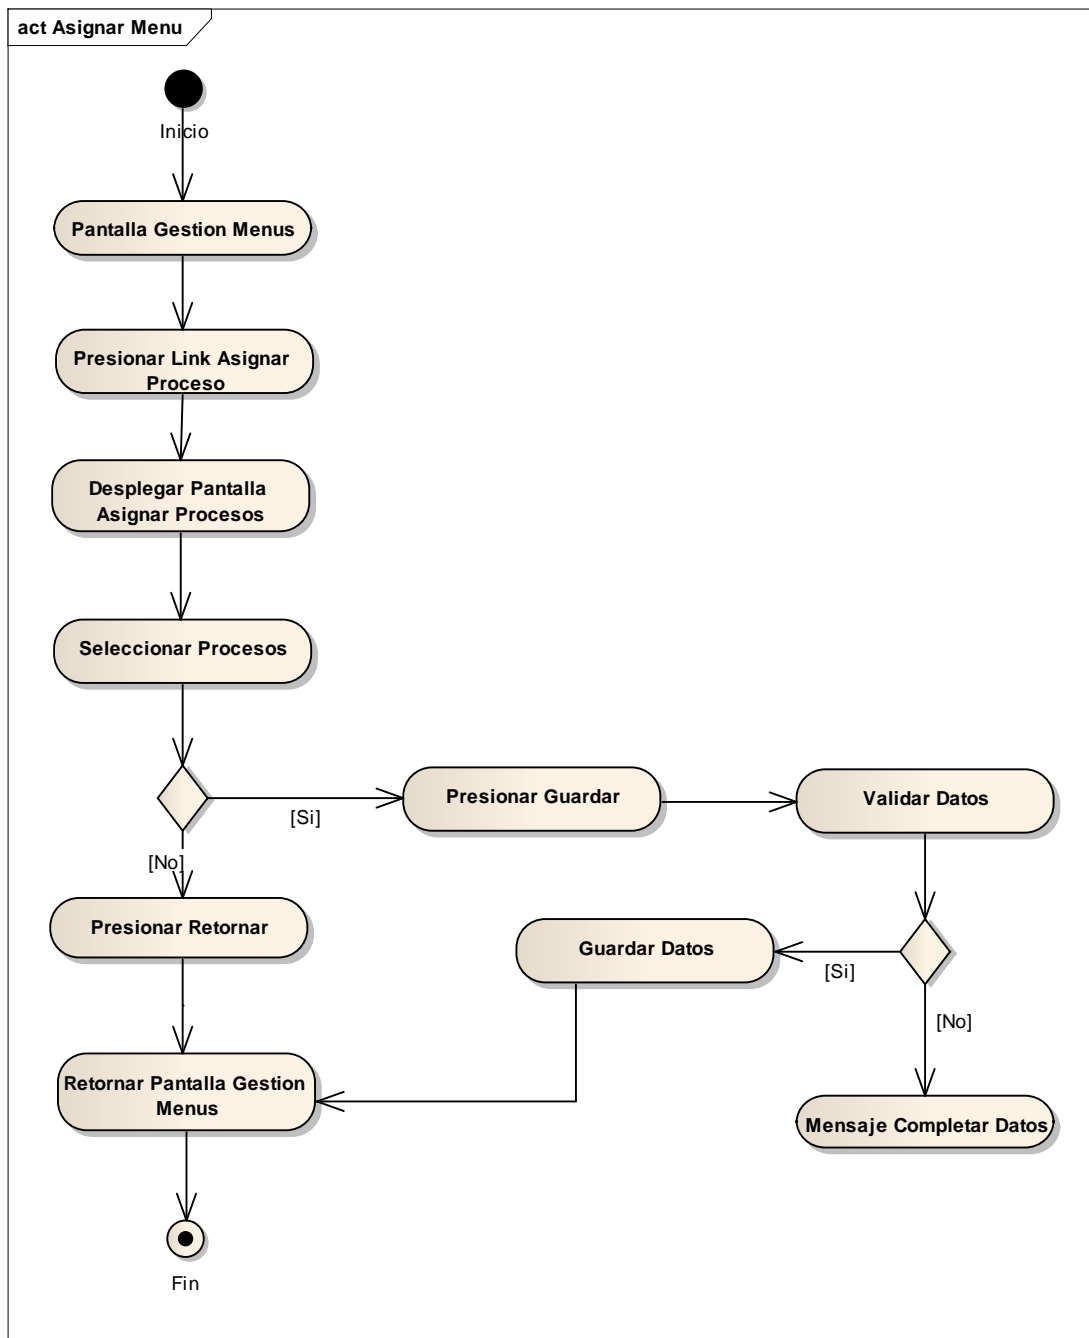 act Asignar Menu
Inicio
Pantalla Gestion Menus
Presionar Link Asignar
Proceso
Desplegar Pantalla
Asignar Procesos
Seleccionar Procesos
Presionar Guardar
Validar Datos
[Si]
[No]
Presionar Retornar
Guardar Datos
[Si]
[No]
Retornar Pantalla Gestion
Menus
Mensaje Completar Datos
Fin